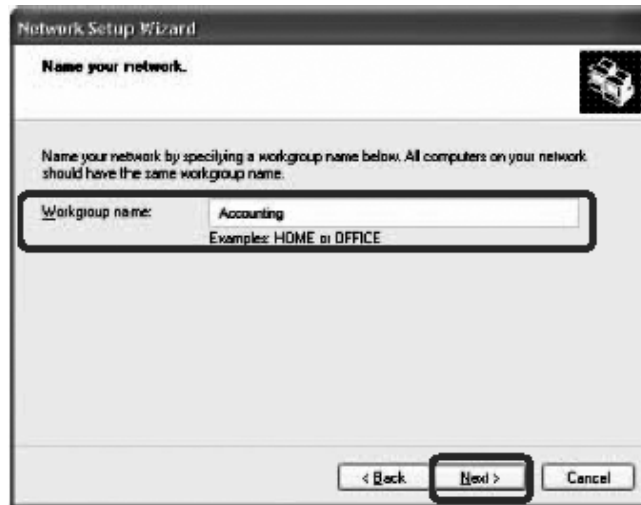 Network Setup Wizard
Name your network.
Name your network by specifying a workgroup name below. All computers on your network
should have the same workgroup name.
Workgroup name: Accounting
Examples: HOME or OFFICE
< Back Next > Cancel